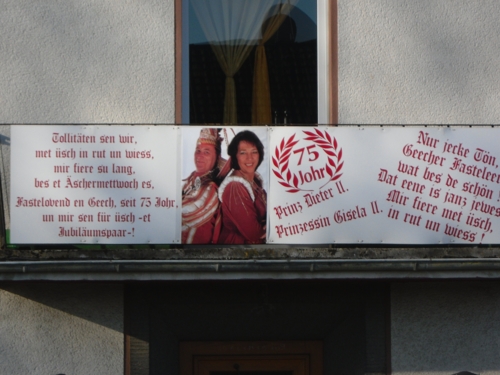 Tollitäten sen wir,
met üsch in rut un wiess,
mir fiere su lang,
bes et Äschermettwoch es.
Fastelovend en Geech, seit 75 Johr,
un mir sen für üsch -et
Jubiläumspaar-!
75
Johr
Prinz Dieter II.
Prinzessin Gisela II.
Nur jecke Tön
Geecher Fasteleer
wat bes de schön
Dat eene is janz jewes
Mir fiere met üsch,
in rut un wiess !